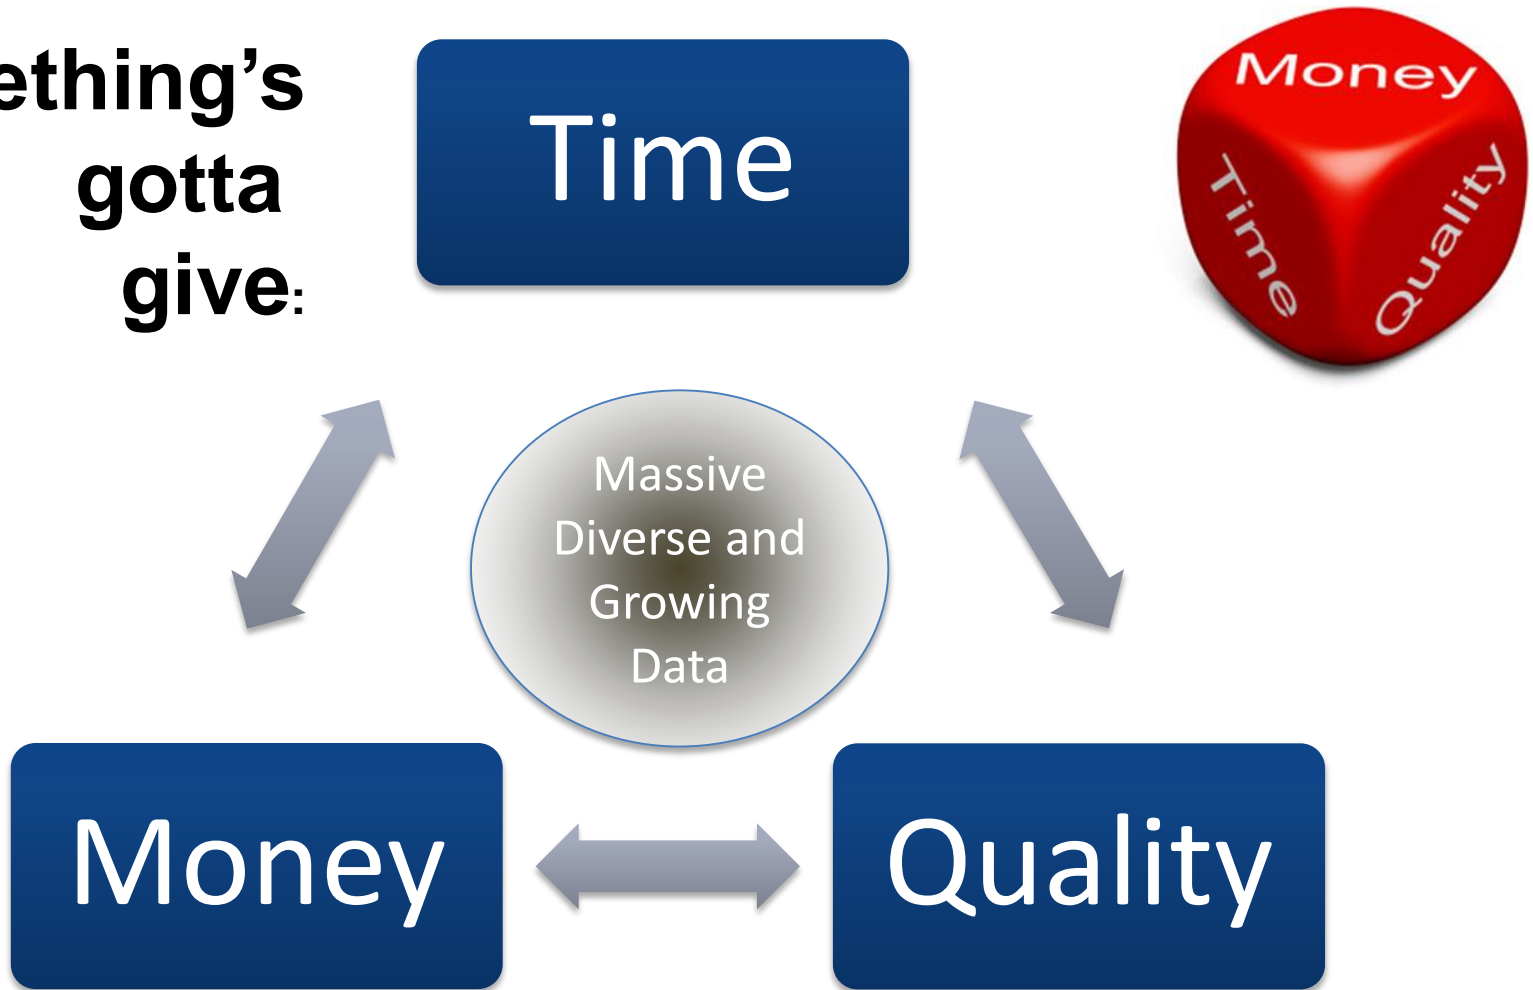 ething's
gotta
give:
Time
Money
Time
Quality
Massive
Diverse and
Growing
Data
Money
Quality